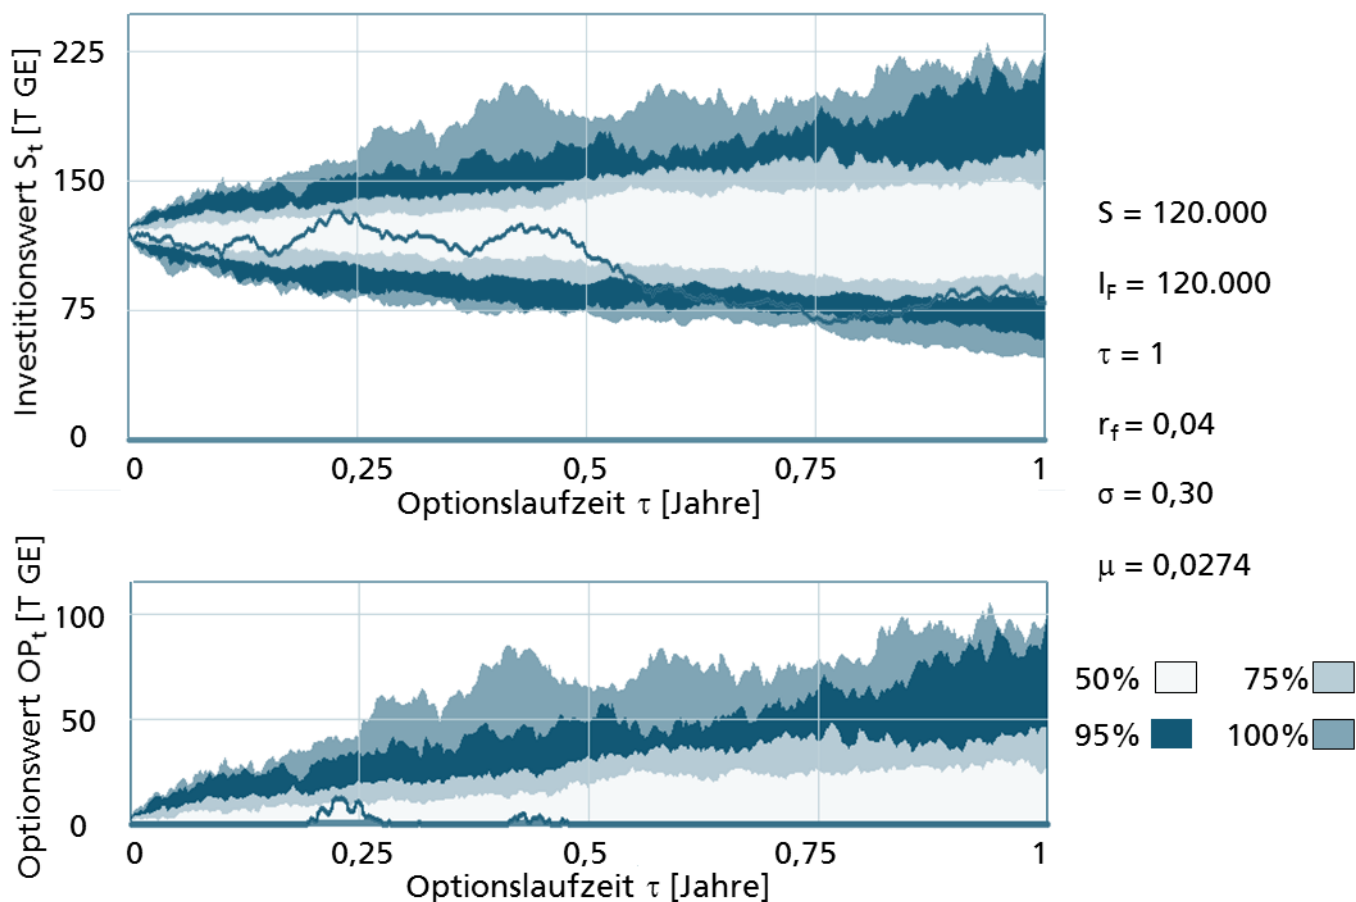 Investitionswert St [T GE]
225
150
75
0
0 0,25 0,5 0,75 1
Optionslaufzeit τ [Jahre]
S = 120.000
IF = 120.000
τ = 1
rf = 0,04
σ = 0,30
μ = 0,0274
Optionswert OPt [T GE]
100
50
0
0 0,25 0,5 0,75 1
Optionslaufzeit τ [Jahre]
50% 75%
95% 100%